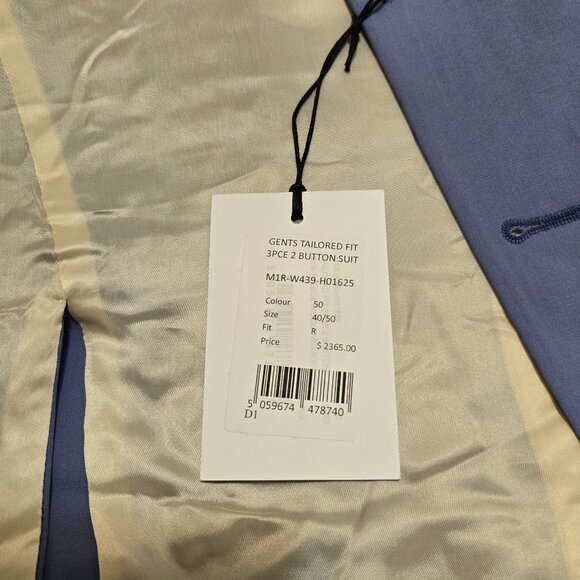 GENTS TAILORED FIT
3PCE 2 BUTTON SUIT
M1R-W439-H01625
Colour 50
Size 40/50
Fit R
Price $ 2365.00
5 059674 478740
D1